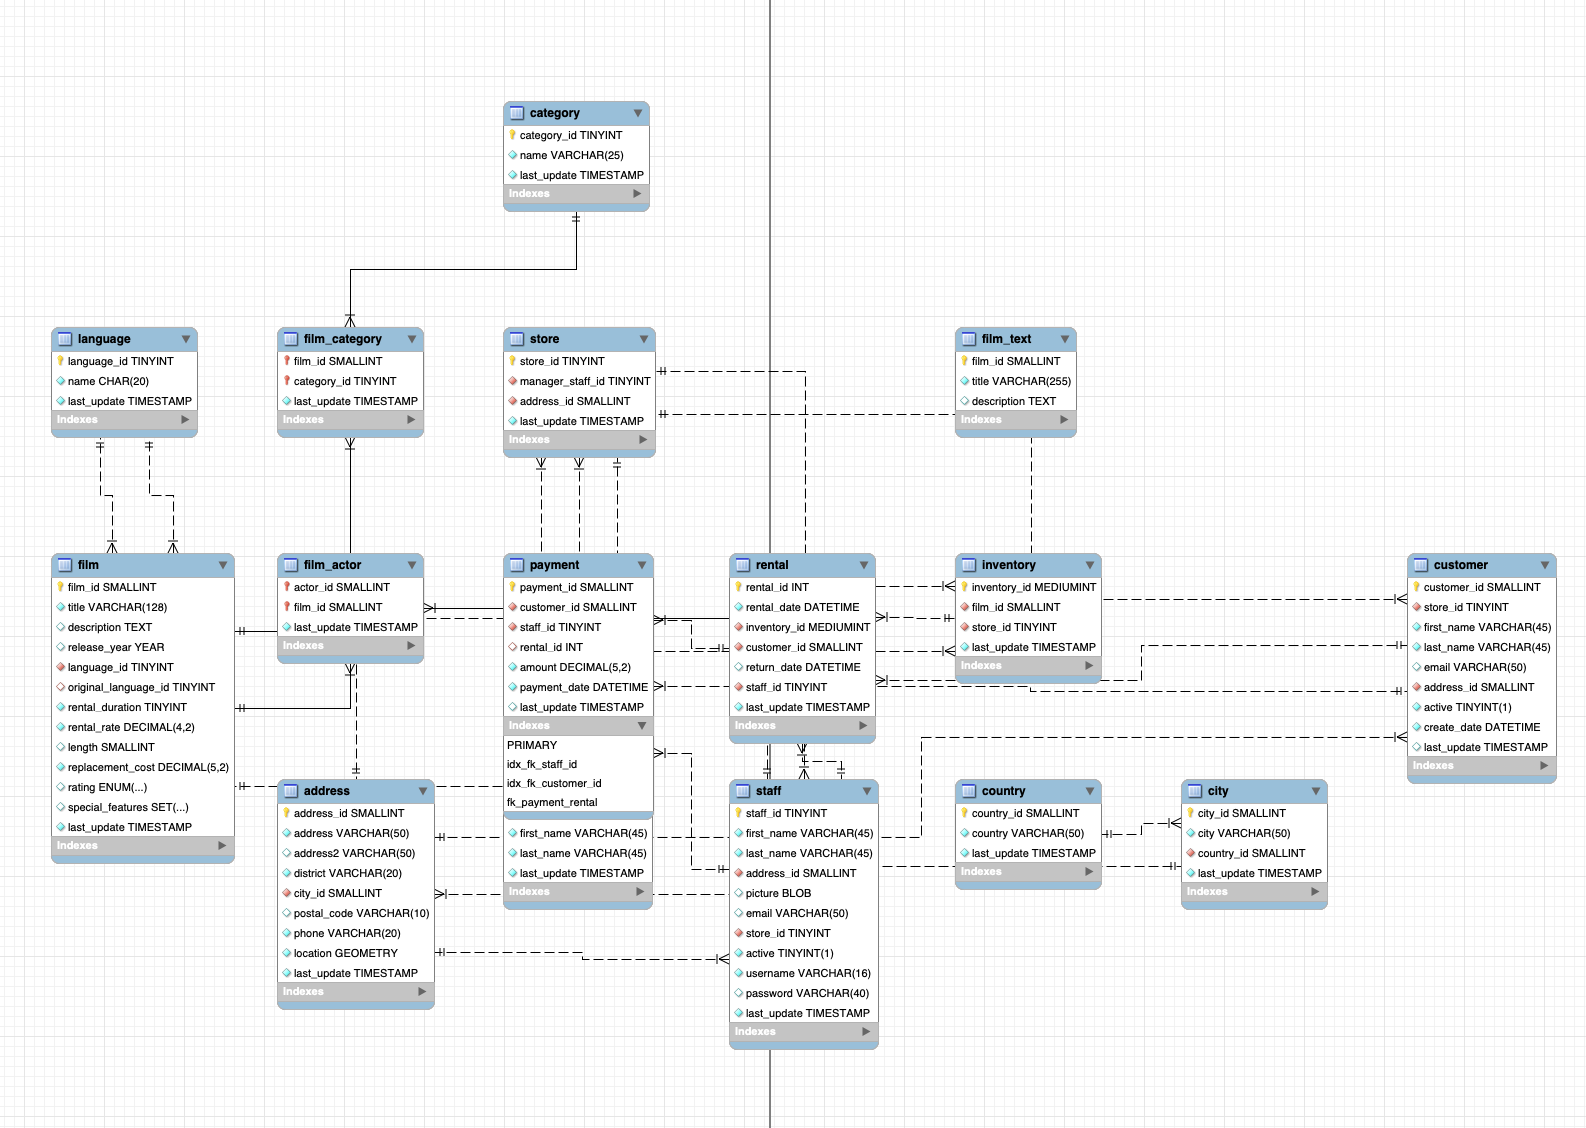 category
category_id TINYINT
name VARCHAR(25)
last_update TIMESTAMP
Indexes
language
language_id TINYINT
name CHAR(20)
last_update TIMESTAMP
Indexes
film_category
film_id SMALLINT
category_id TINYINT
last_update TIMESTAMP
Indexes
store
store_id TINYINT
manager_staff_id TINYINT
address_id SMALLINT
last_update TIMESTAMP
Indexes
film_text
film_id SMALLINT
title VARCHAR(255)
description TEXT
Indexes
film
film_id SMALLINT
title VARCHAR(128)
description TEXT
release_year YEAR
language_id TINYINT
original_language_id TINYINT
rental_duration TINYINT
rental_rate DECIMAL(4,2)
length SMALLINT
replacement_cost DECIMAL(5,2)
rating ENUM(...)
special_features SET(...)
last_update TIMESTAMP
Indexes
film_actor
actor_id SMALLINT
film_id SMALLINT
last_update TIMESTAMP
Indexes
payment
payment_id SMALLINT
customer_id SMALLINT
staff_id TINYINT
rental_id INT
amount DECIMAL(5,2)
payment_date DATETIME
last_update TIMESTAMP
Indexes
PRIMARY
idx_fk_staff_id
idx_fk_customer_id
fk_payment_rental
first_name VARCHAR(45)
last_name VARCHAR(45)
last_update TIMESTAMP
Indexes
rental
rental_id INT
rental_date DATETIME
inventory_id MEDIUMINT
customer_id SMALLINT
return_date DATETIME
staff_id TINYINT
last_update TIMESTAMP
Indexes
inventory
inventory_id MEDIUMINT
film_id SMALLINT
store_id TINYINT
last_update TIMESTAMP
Indexes
customer
customer_id SMALLINT
store_id TINYINT
first_name VARCHAR(45)
last_name VARCHAR(45)
email VARCHAR(50)
address_id SMALLINT
active TINYINT(1)
create_date DATETIME
last_update TIMESTAMP
Indexes
address
address_id SMALLINT
address VARCHAR(50)
address2 VARCHAR(50)
district VARCHAR(20)
city_id SMALLINT
postal_code VARCHAR(10)
phone VARCHAR(20)
location GEOMETRY
last_update TIMESTAMP
Indexes
staff
staff_id TINYINT
first_name VARCHAR(45)
last_name VARCHAR(45)
address_id SMALLINT
picture BLOB
email VARCHAR(50)
store_id TINYINT
active TINYINT(1)
username VARCHAR(16)
password VARCHAR(40)
last_update TIMESTAMP
Indexes
country
country_id SMALLINT
country VARCHAR(50)
last_update TIMESTAMP
Indexes
city
city_id SMALLINT
city VARCHAR(50)
country_id SMALLINT
last_update TIMESTAMP
Indexes